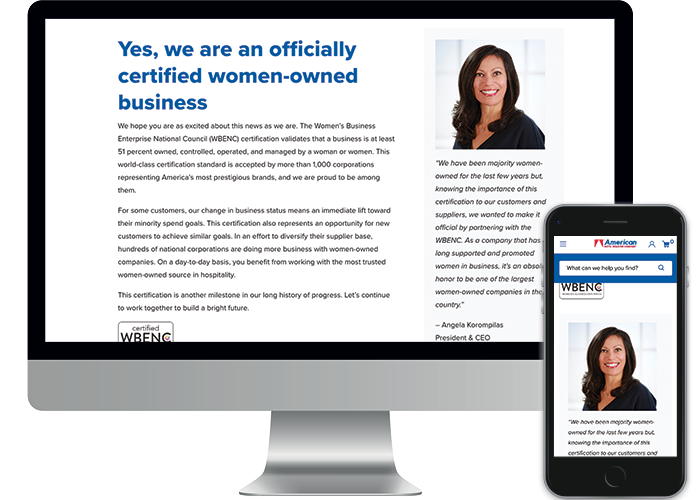 Yes, we are an officially
certified women-owned
business
We hope you are as excited about this news as we are. The Women's Business
Enterprise National Council (WBENC) certification validates that a business is at least
51 percent owned, controlled, operated, and managed by a woman or women. This
world-class certification standard is accepted by more than 1,000 corporations
representing America's most prestigious brands, and we are proud to be among
them.
For some customers, our change in business status means an immediate lift toward
their minority spend goals. This certification also represents an opportunity for new
customers to achieve similar goals. In an effort to diversify their supplier base,
hundreds of national corporations are doing more business with women-owned
companies. On a day-to-day basis, you benefit from working with the most trusted
women-owned source in hospitality.
This certification is another milestone in our long history of progress. Let's continue
to work together to build a bright future.
certified
WBENC
"We have been majority women-
owned for the last few years but,
knowing the importance of this
certification to our customers and
suppliers, we wanted to make it
official by partnering with the
WBENC. As a company that has
long supported and promoted
women in business, it's an
honor to be one of the largest
women-owned companies in the
country."
– Angela Korompilas
President & CEO
American
0
What can we help you find?
WBENC
"We have been majority women-
owned for the last few years but,
knowing the importance of this
certification to our customers and